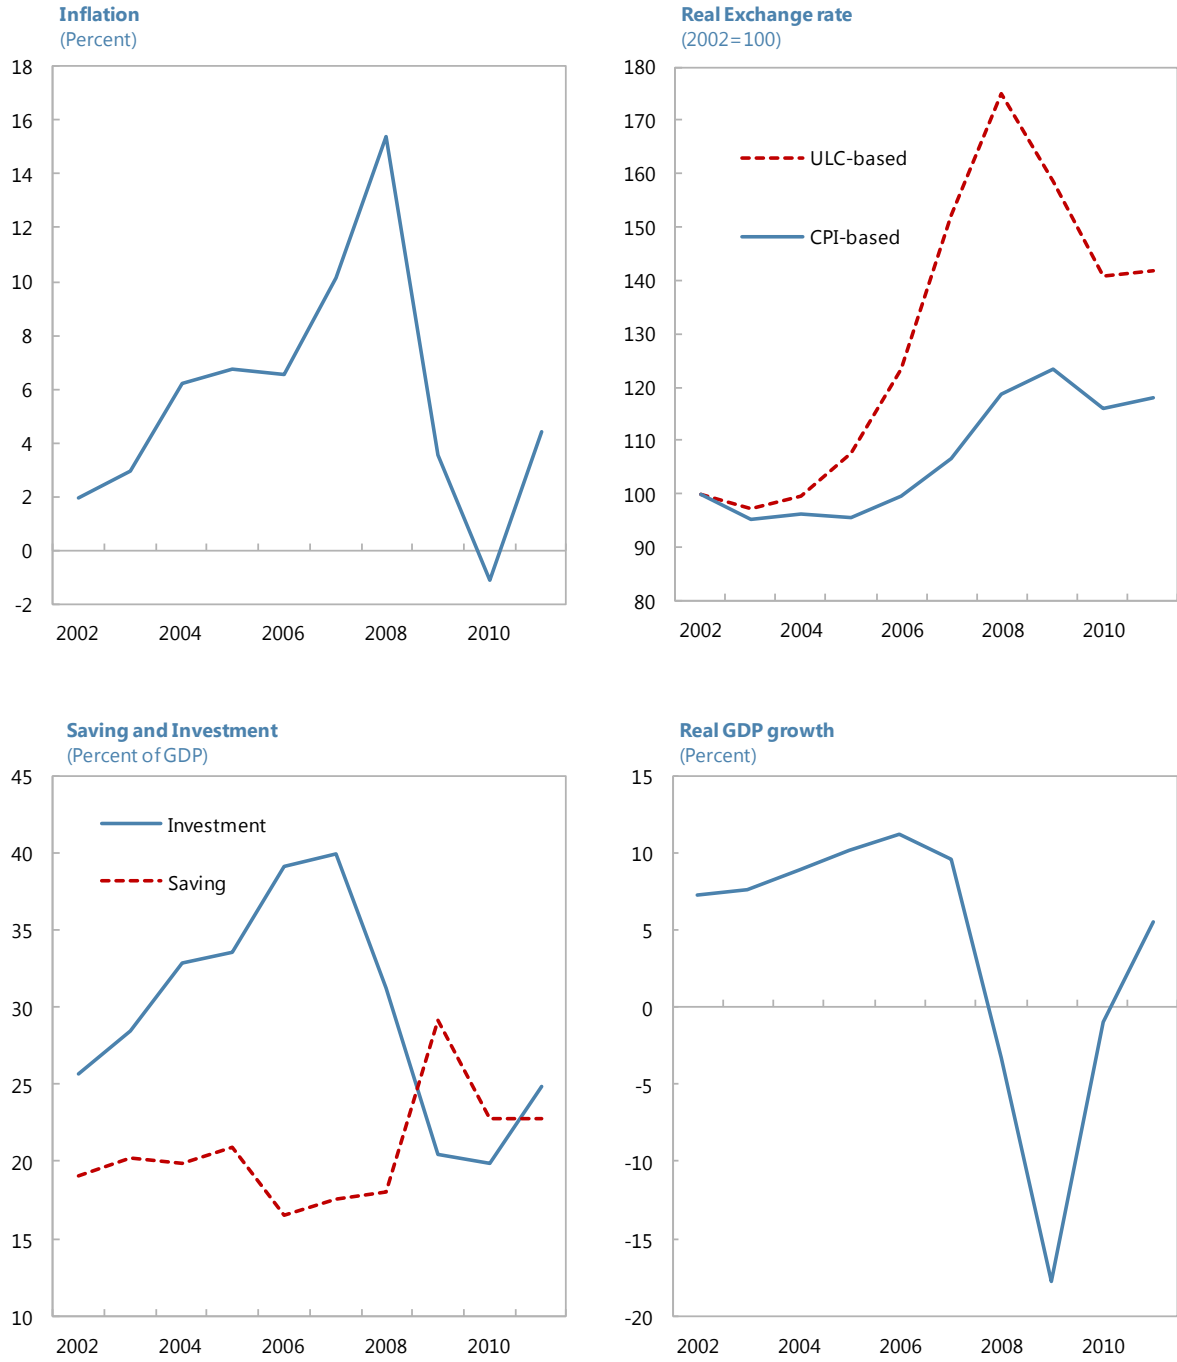 Inflation
(Percent)
18
16
14
12
10
8
6
4
2
0
-2
2002 2004 2006 2008 2010
Real Exchange rate
(2002=100)
180
170
160
150
140
130
120
110
100
90
80
ULC-based
CPI-based
2002 2004 2006 2008 2010
Saving and Investment
(Percent of GDP)
45
40
35
30
25
20
15
10
Investment
Saving
2002 2004 2006 2008 2010
Real GDP growth
(Percent)
15
10
5
0
-5
-10
-15
-20
2002 2004 2006 2008 2010